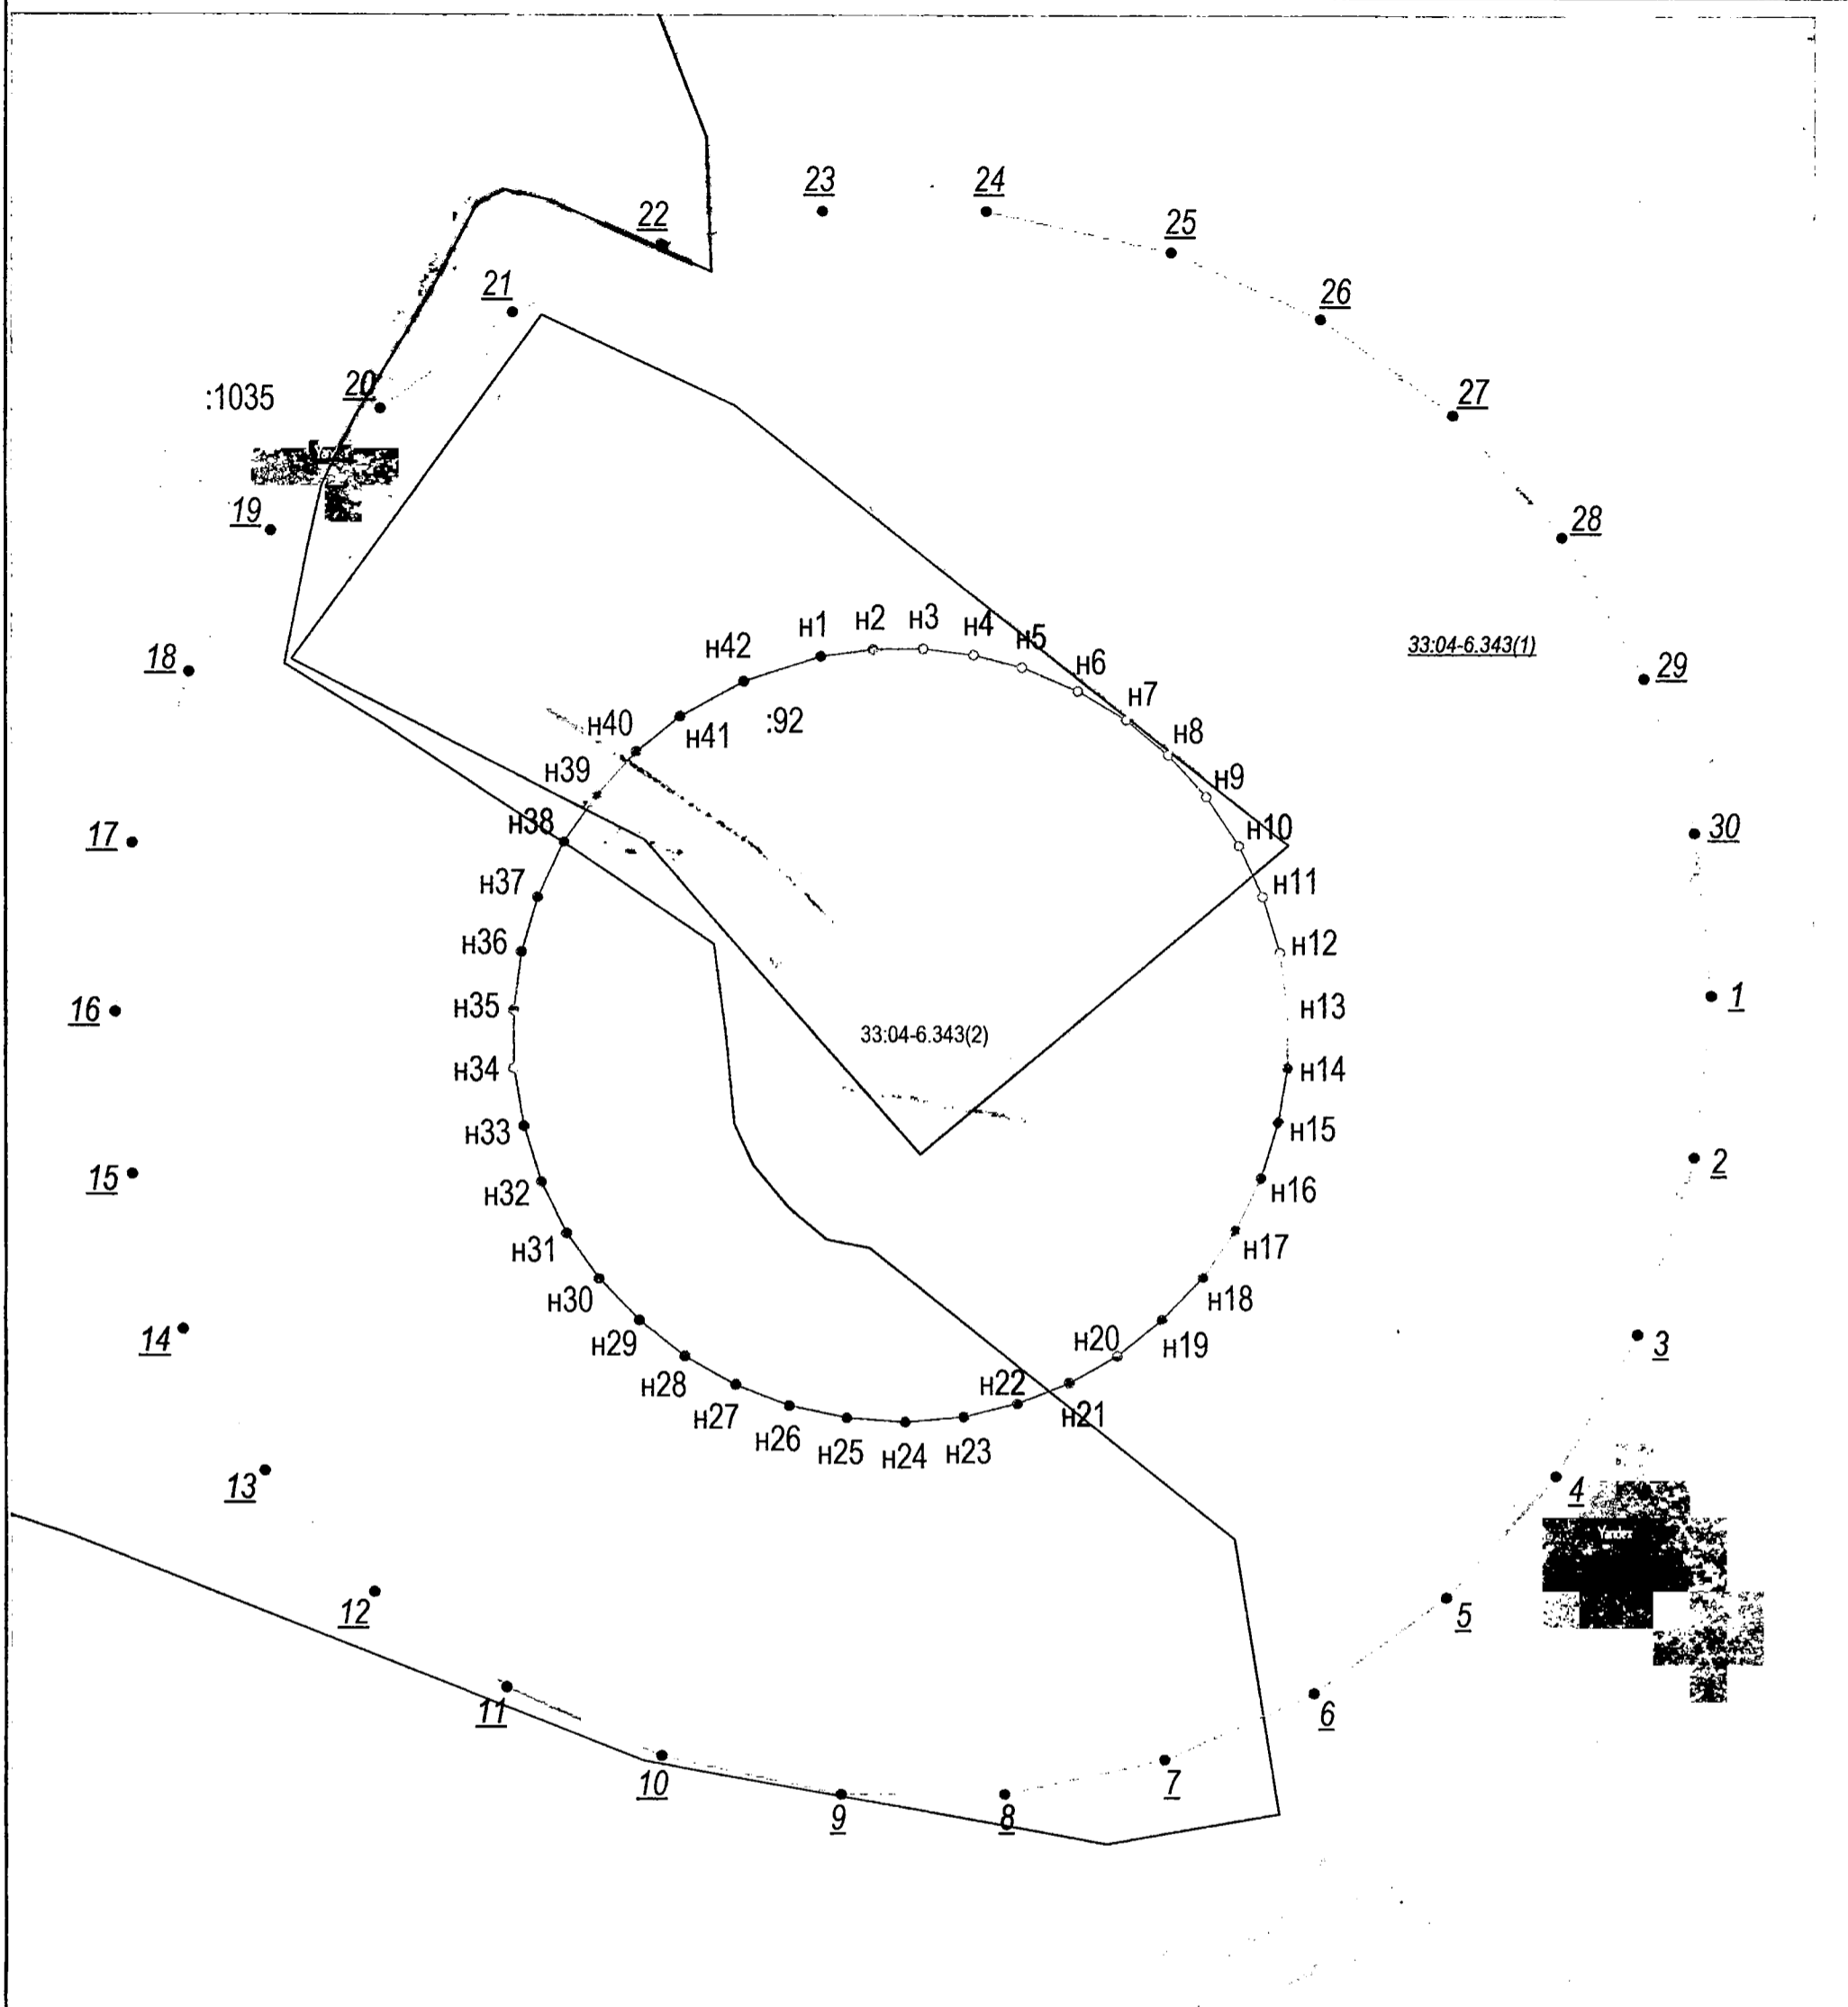 23
24
22
25
21
26
20
:1035
27
Yandex
19
28
н1
н2
н3
н4
н5
н42
33:04-6.343(1)
18
н6
29
н7
н40
н41
:92
н8
н39
н9
н38
н10
17
30
н37
н11
н36
н12
16
н35
н13
1
33:04-6.343(2)
н34
н14
н33
н15
15
2
н32
н16
н31
н17
н30
н18
14
н29
н20
н19
3
н28
н22
н27
н21
н26
н25
н24
н23
13
4
Yandex
12
5
11
6
10
9
8
7